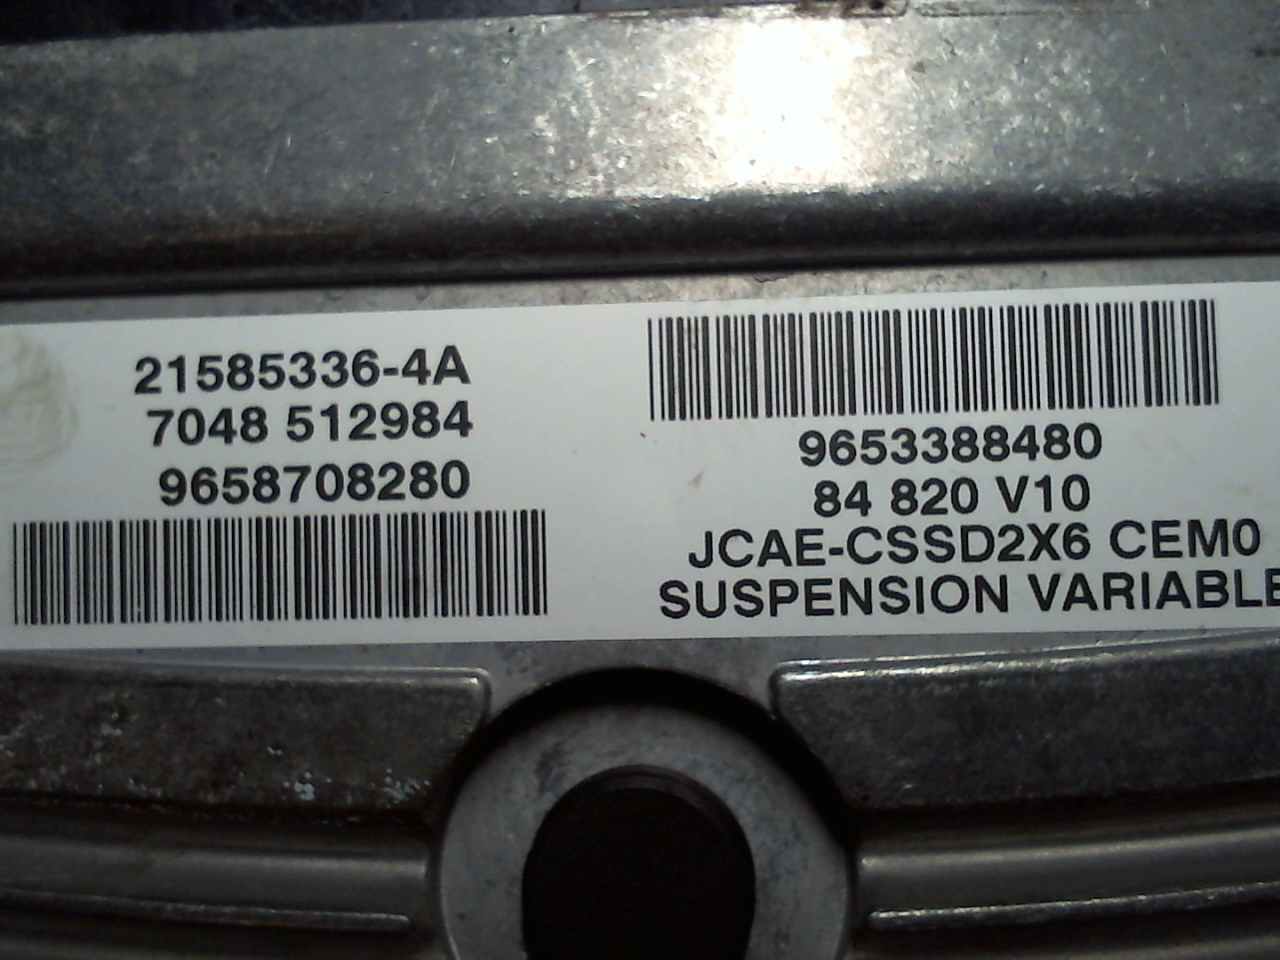 21585336-4A
7048 512984
9658708280
9653388480
84 820 V10
JCAE-CSSD2X6 CEM0
SUSPENSION VARIABLE